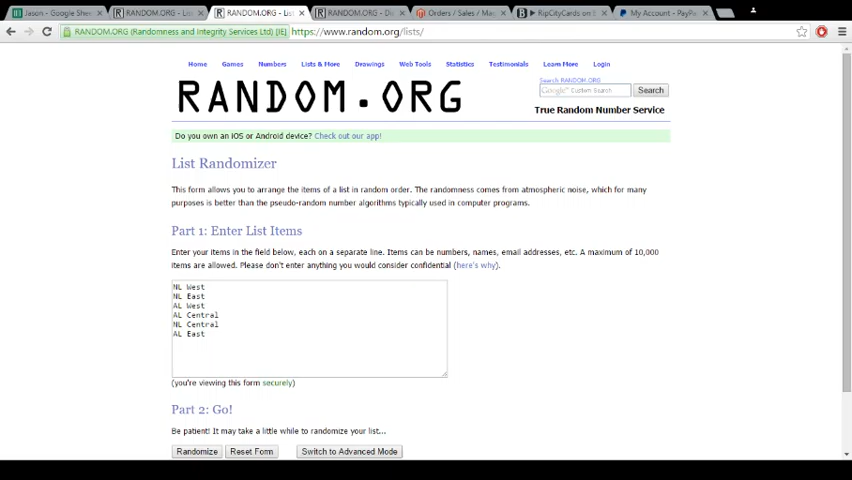 Jason - Google Shee
RANDOM.ORG - Lis
RANDOM.ORG - List
RANDOM.ORG - Di
Orders / Sales / Ma
RipCityCards on
My Account - PayP
RANDOM.ORG (Randomness and Integrity Services Ltd) [IE]
https://www.random.org/lists/
Home Games Numbers Lists & More Drawings Web Tools Statistics Testimonials Learn More Login
Search RANDOM.ORG
RANDOM.ORG
Google™ Custom Search
Search
True Random Number Service
Do you own an iOS or Android device? Check out our app!
List Randomizer
This form allows you to arrange the items of a list in random order. The randomness comes from atmospheric noise, which for many
purposes is better than the pseudo-random number algorithms typically used in computer programs.
Part 1: Enter List Items
Enter your items in the field below, each on a separate line. Items can be numbers, names, email addresses, etc. A maximum of 10,000
items are allowed. Please don't enter anything you would consider confidential (here's why).
NL West
NL East
AL West
AL Central
NL Central
AL East
(you're viewing this form securely)
Part 2: Go!
Be patient! It may take a little while to randomize your list...
Randomize Reset Form Switch to Advanced Mode